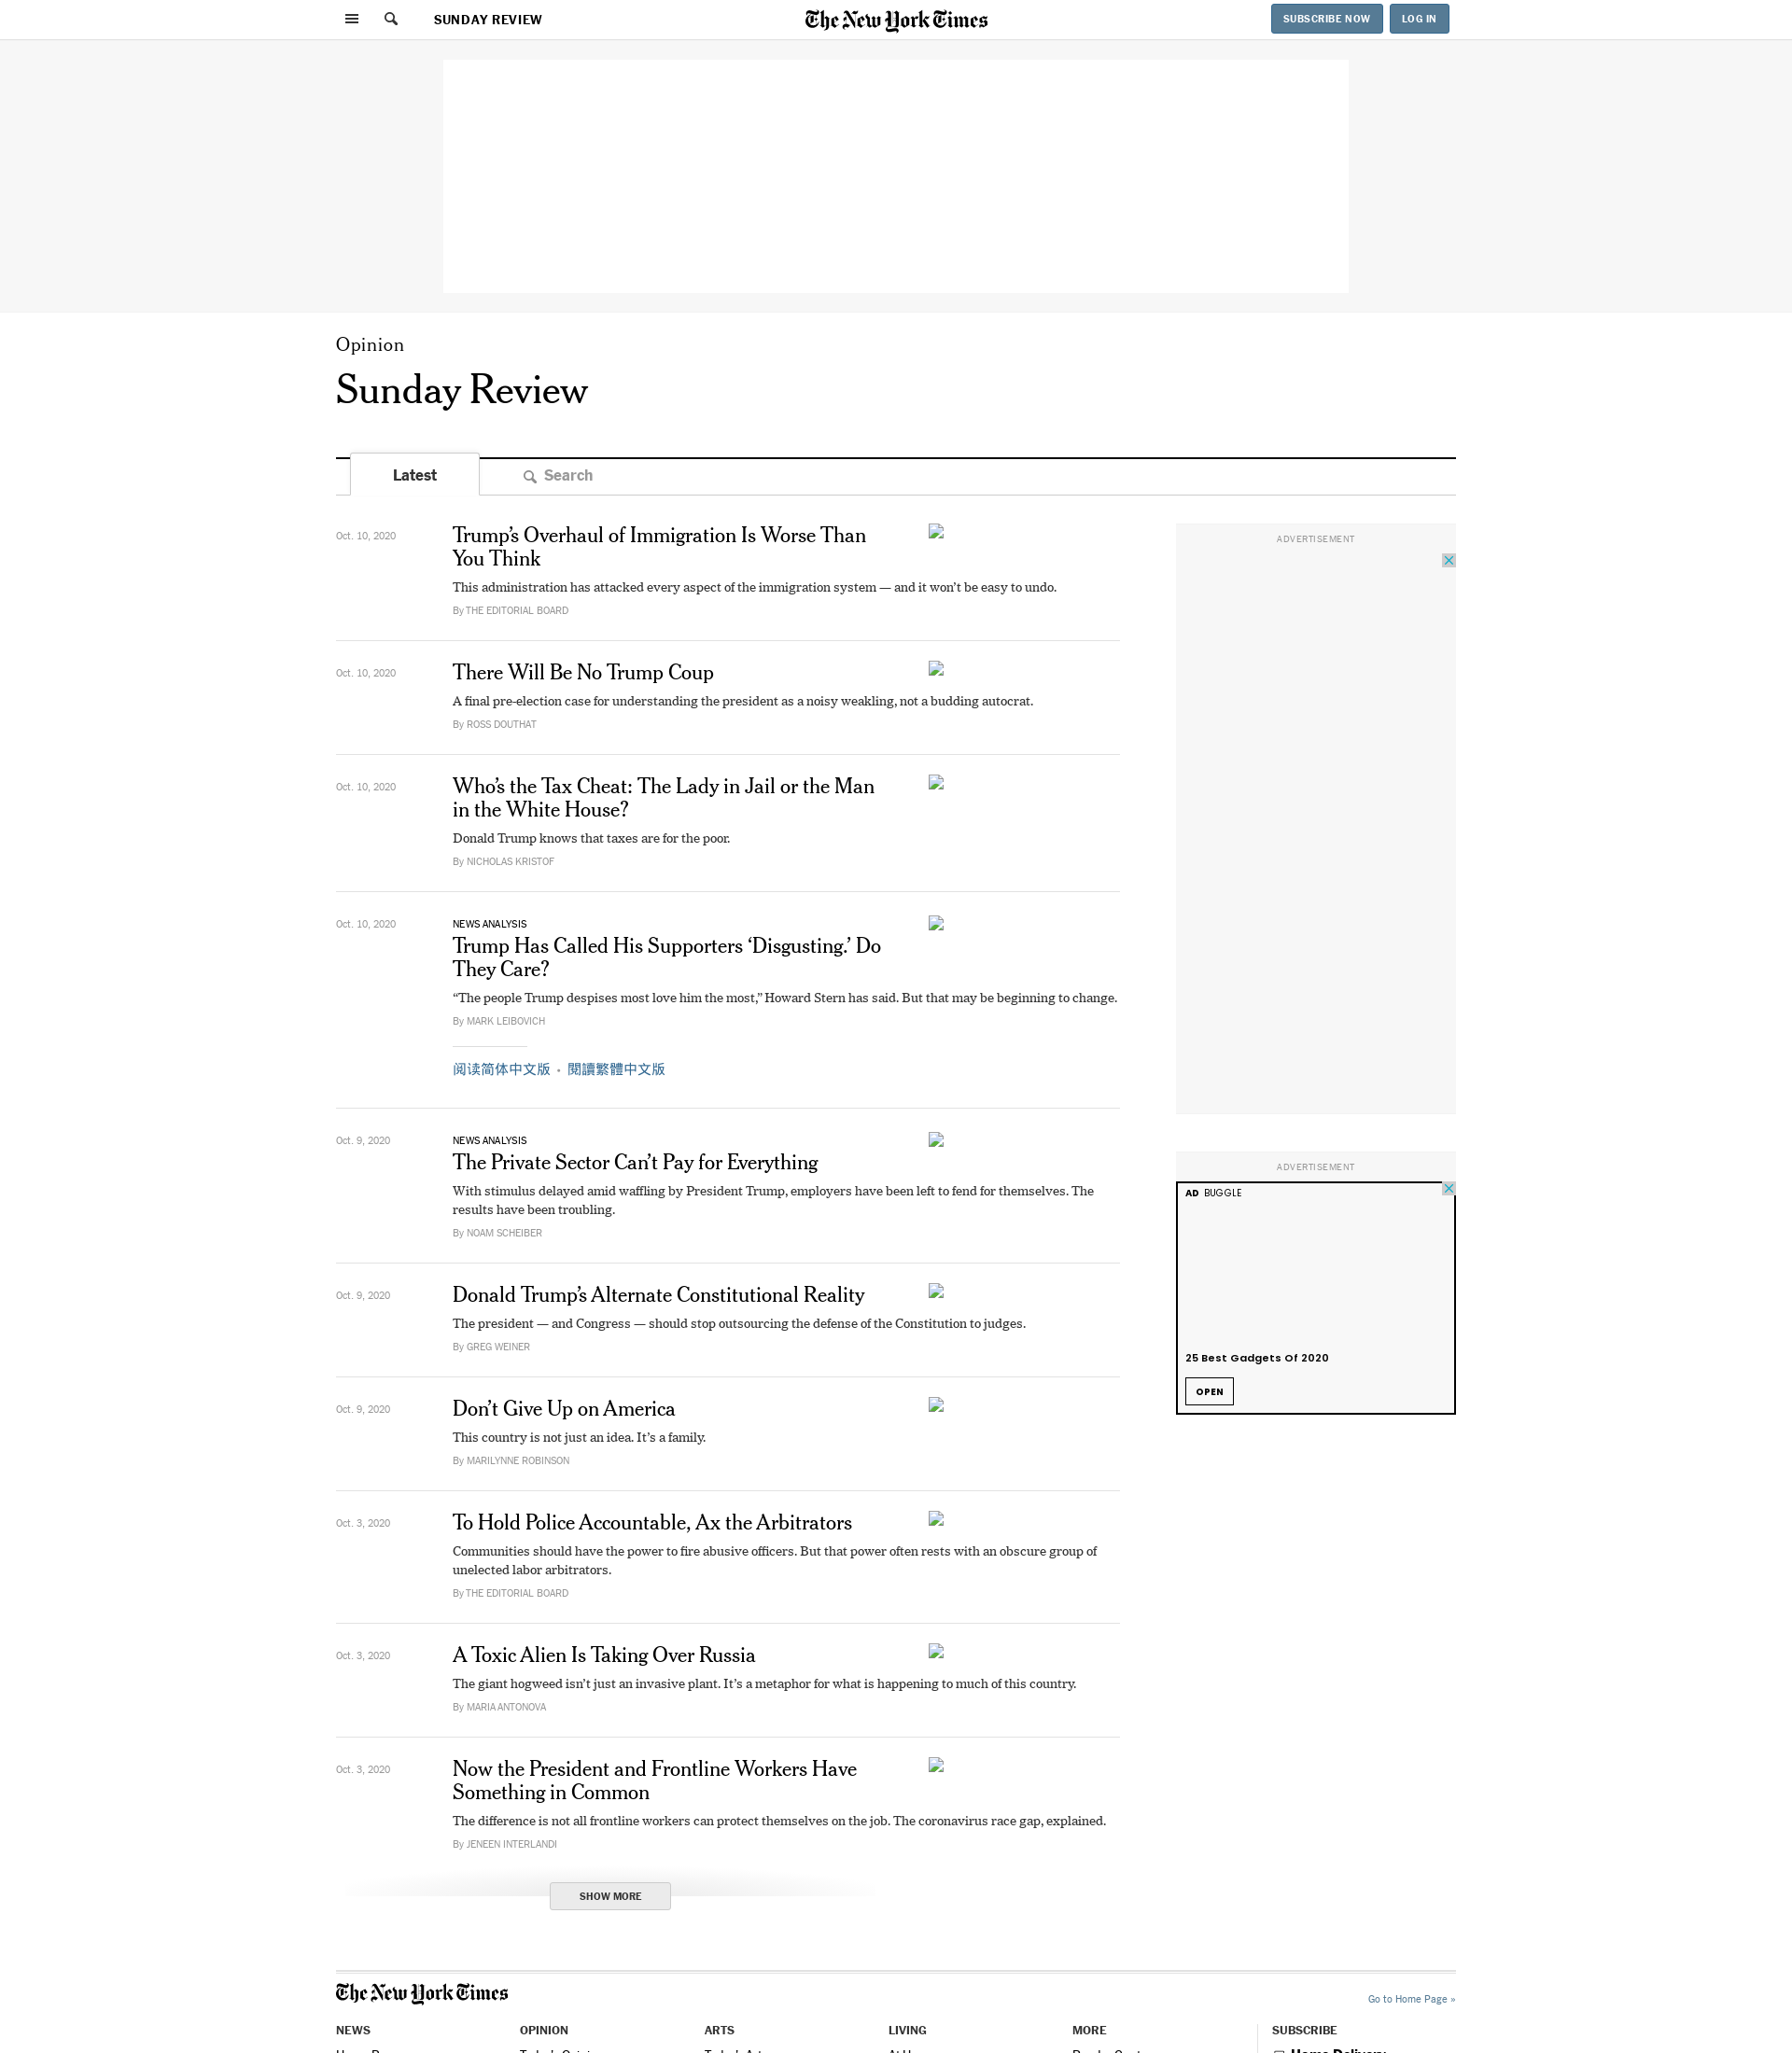 SUNDAY REVIEW
The New York Times
SUBSCRIBE NOW
LOG IN
Opinion
Sunday Review
Latest
Search
Oct. 10, 2020
Trump’s Overhaul of Immigration Is Worse Than
You Think
This administration has attacked every aspect of the immigration system — and it won’t be easy to undo.
By THE EDITORIAL BOARD
Oct. 10, 2020
There Will Be No Trump Coup
A final pre-election case for understanding the president as a noisy weakling, not a budding autocrat.
By ROSS DOUTHAT
Oct. 10, 2020
Who’s the Tax Cheat: The Lady in Jail or the Man
in the White House?
Donald Trump knows that taxes are for the poor.
By NICHOLAS KRISTOF
Oct. 10, 2020
NEWS ANALYSIS
Trump Has Called His Supporters ‘Disgusting.’ Do
They Care?
“The people Trump despises most love him the most,” Howard Stern has said. But that may be beginning to change.
By MARK LEIBOVICH
阅读简体中文版 • 閱讀繁體中文版
Oct. 9, 2020
NEWS ANALYSIS
The Private Sector Can’t Pay for Everything
With stimulus delayed amid waffling by President Trump, employers have been left to fend for themselves. The
results have been troubling.
By NOAM SCHEIBER
Oct. 9, 2020
Donald Trump’s Alternate Constitutional Reality
The president — and Congress — should stop outsourcing the defense of the Constitution to judges.
By GREG WEINER
Oct. 9, 2020
Don’t Give Up on America
This country is not just an idea. It’s a family.
By MARILYNNE ROBINSON
Oct. 3, 2020
To Hold Police Accountable, Ax the Arbitrators
Communities should have the power to fire abusive officers. But that power often rests with an obscure group of
unelected labor arbitrators.
By THE EDITORIAL BOARD
Oct. 3, 2020
A Toxic Alien Is Taking Over Russia
The giant hogweed isn’t just an invasive plant. It’s a metaphor for what is happening to much of this country.
By MARIA ANTONOVA
Oct. 3, 2020
Now the President and Frontline Workers Have
Something in Common
The difference is not all frontline workers can protect themselves on the job. The coronavirus race gap, explained.
By JENEEN INTERLANDI
SHOW MORE
ADVERTISEMENT
ADVERTISEMENT
AD BUGGLE
25 Best Gadgets Of 2020
OPEN
The New York Times
Go to Home Page »
NEWS
OPINION
ARTS
LIVING
MORE
SUBSCRIBE
Home Delivery